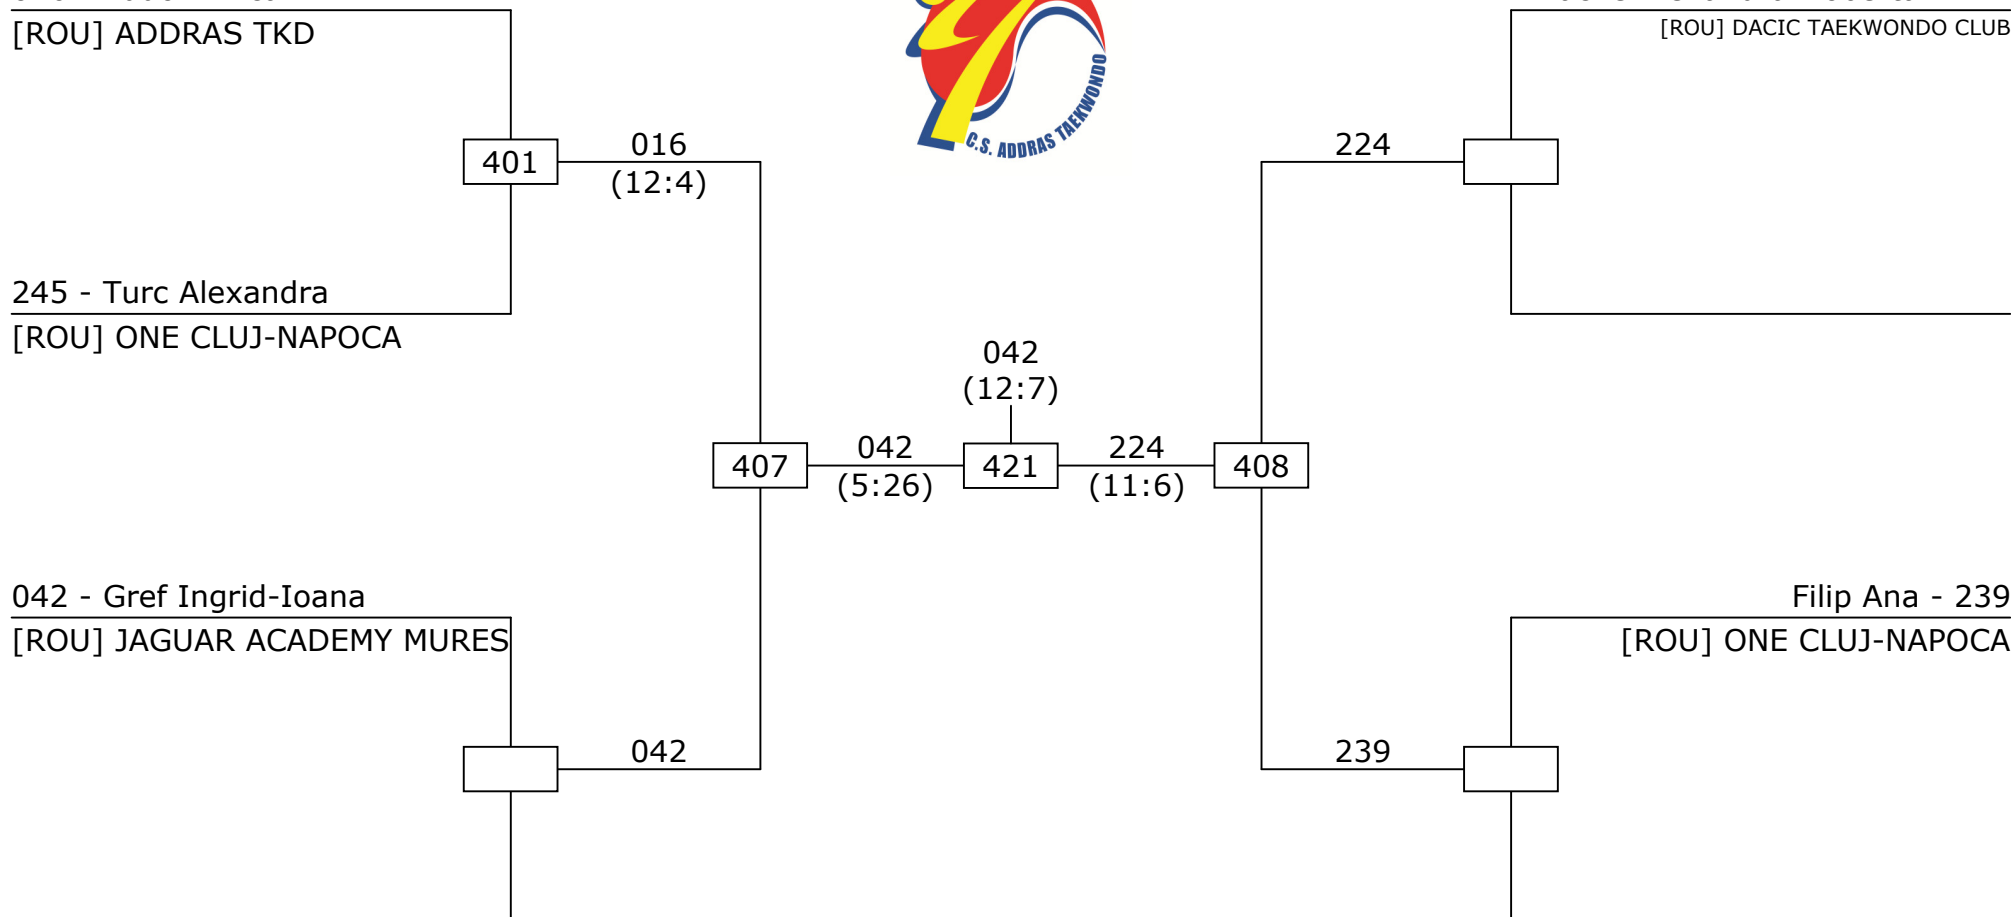 [ROU] ADDRAS TKD
[ROU] DACIC TAEKWONDO CLUB
C.S. ADDRAS TAEKWONDO
401
016
(12:4)
224
245 - Turc Alexandra
[ROU] ONE CLUJ-NAPOCA
042
(12:7)
407
042
(5:26)
421
224
(11:6)
408
042 - Gref Ingrid-Ioana
[ROU] JAGUAR ACADEMY MURES
Filip Ana - 239
[ROU] ONE CLUJ-NAPOCA
042
239